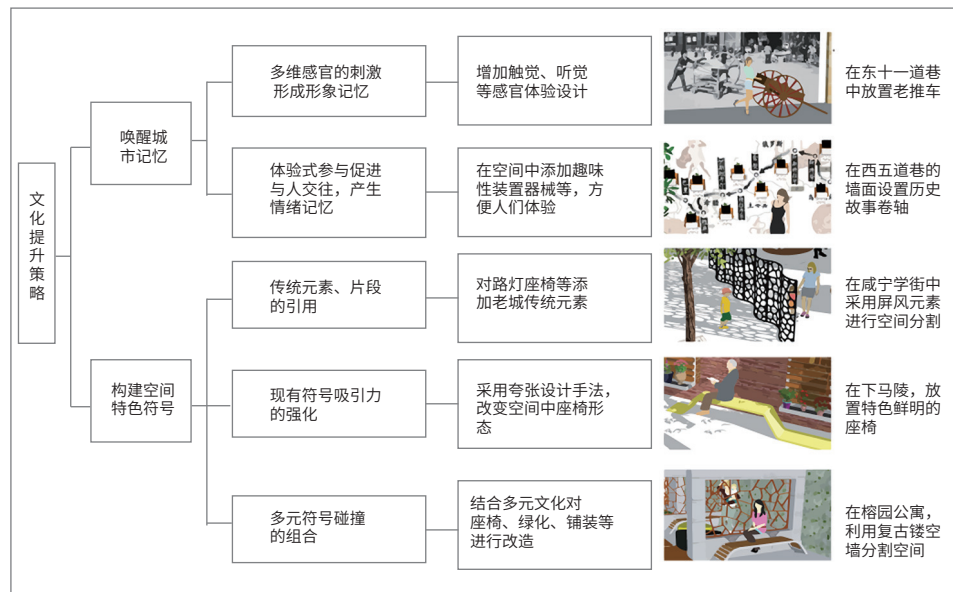 文化提升策略
唤醒城
市记忆
多维感官的刺激
形成形象记忆
增加触觉、听觉
等感官体验设计
在东十一道巷
中放置老推车
体验式参与促进
与人交往，产生
情绪记忆
在空间中添加趣味
性装置器械等，方
便人们体验
在西五道巷的
墙面设置历史
故事卷轴
构建空间
特色符号
传统元素、片段
的引用
对路灯座椅等添
加老城传统元素
在咸宁学街中
采用屏风元素
进行空间分割
现有符号吸引力
的强化
采用夸张设计手法，
改变空间中座椅形
态
在下马陵，放
置特色鲜明的
座椅
多元符号碰撞
的组合
结合多元文化对
座椅、绿化、铺装等
进行改造
在榕园公寓，
利用复古镂空
墙分割空间